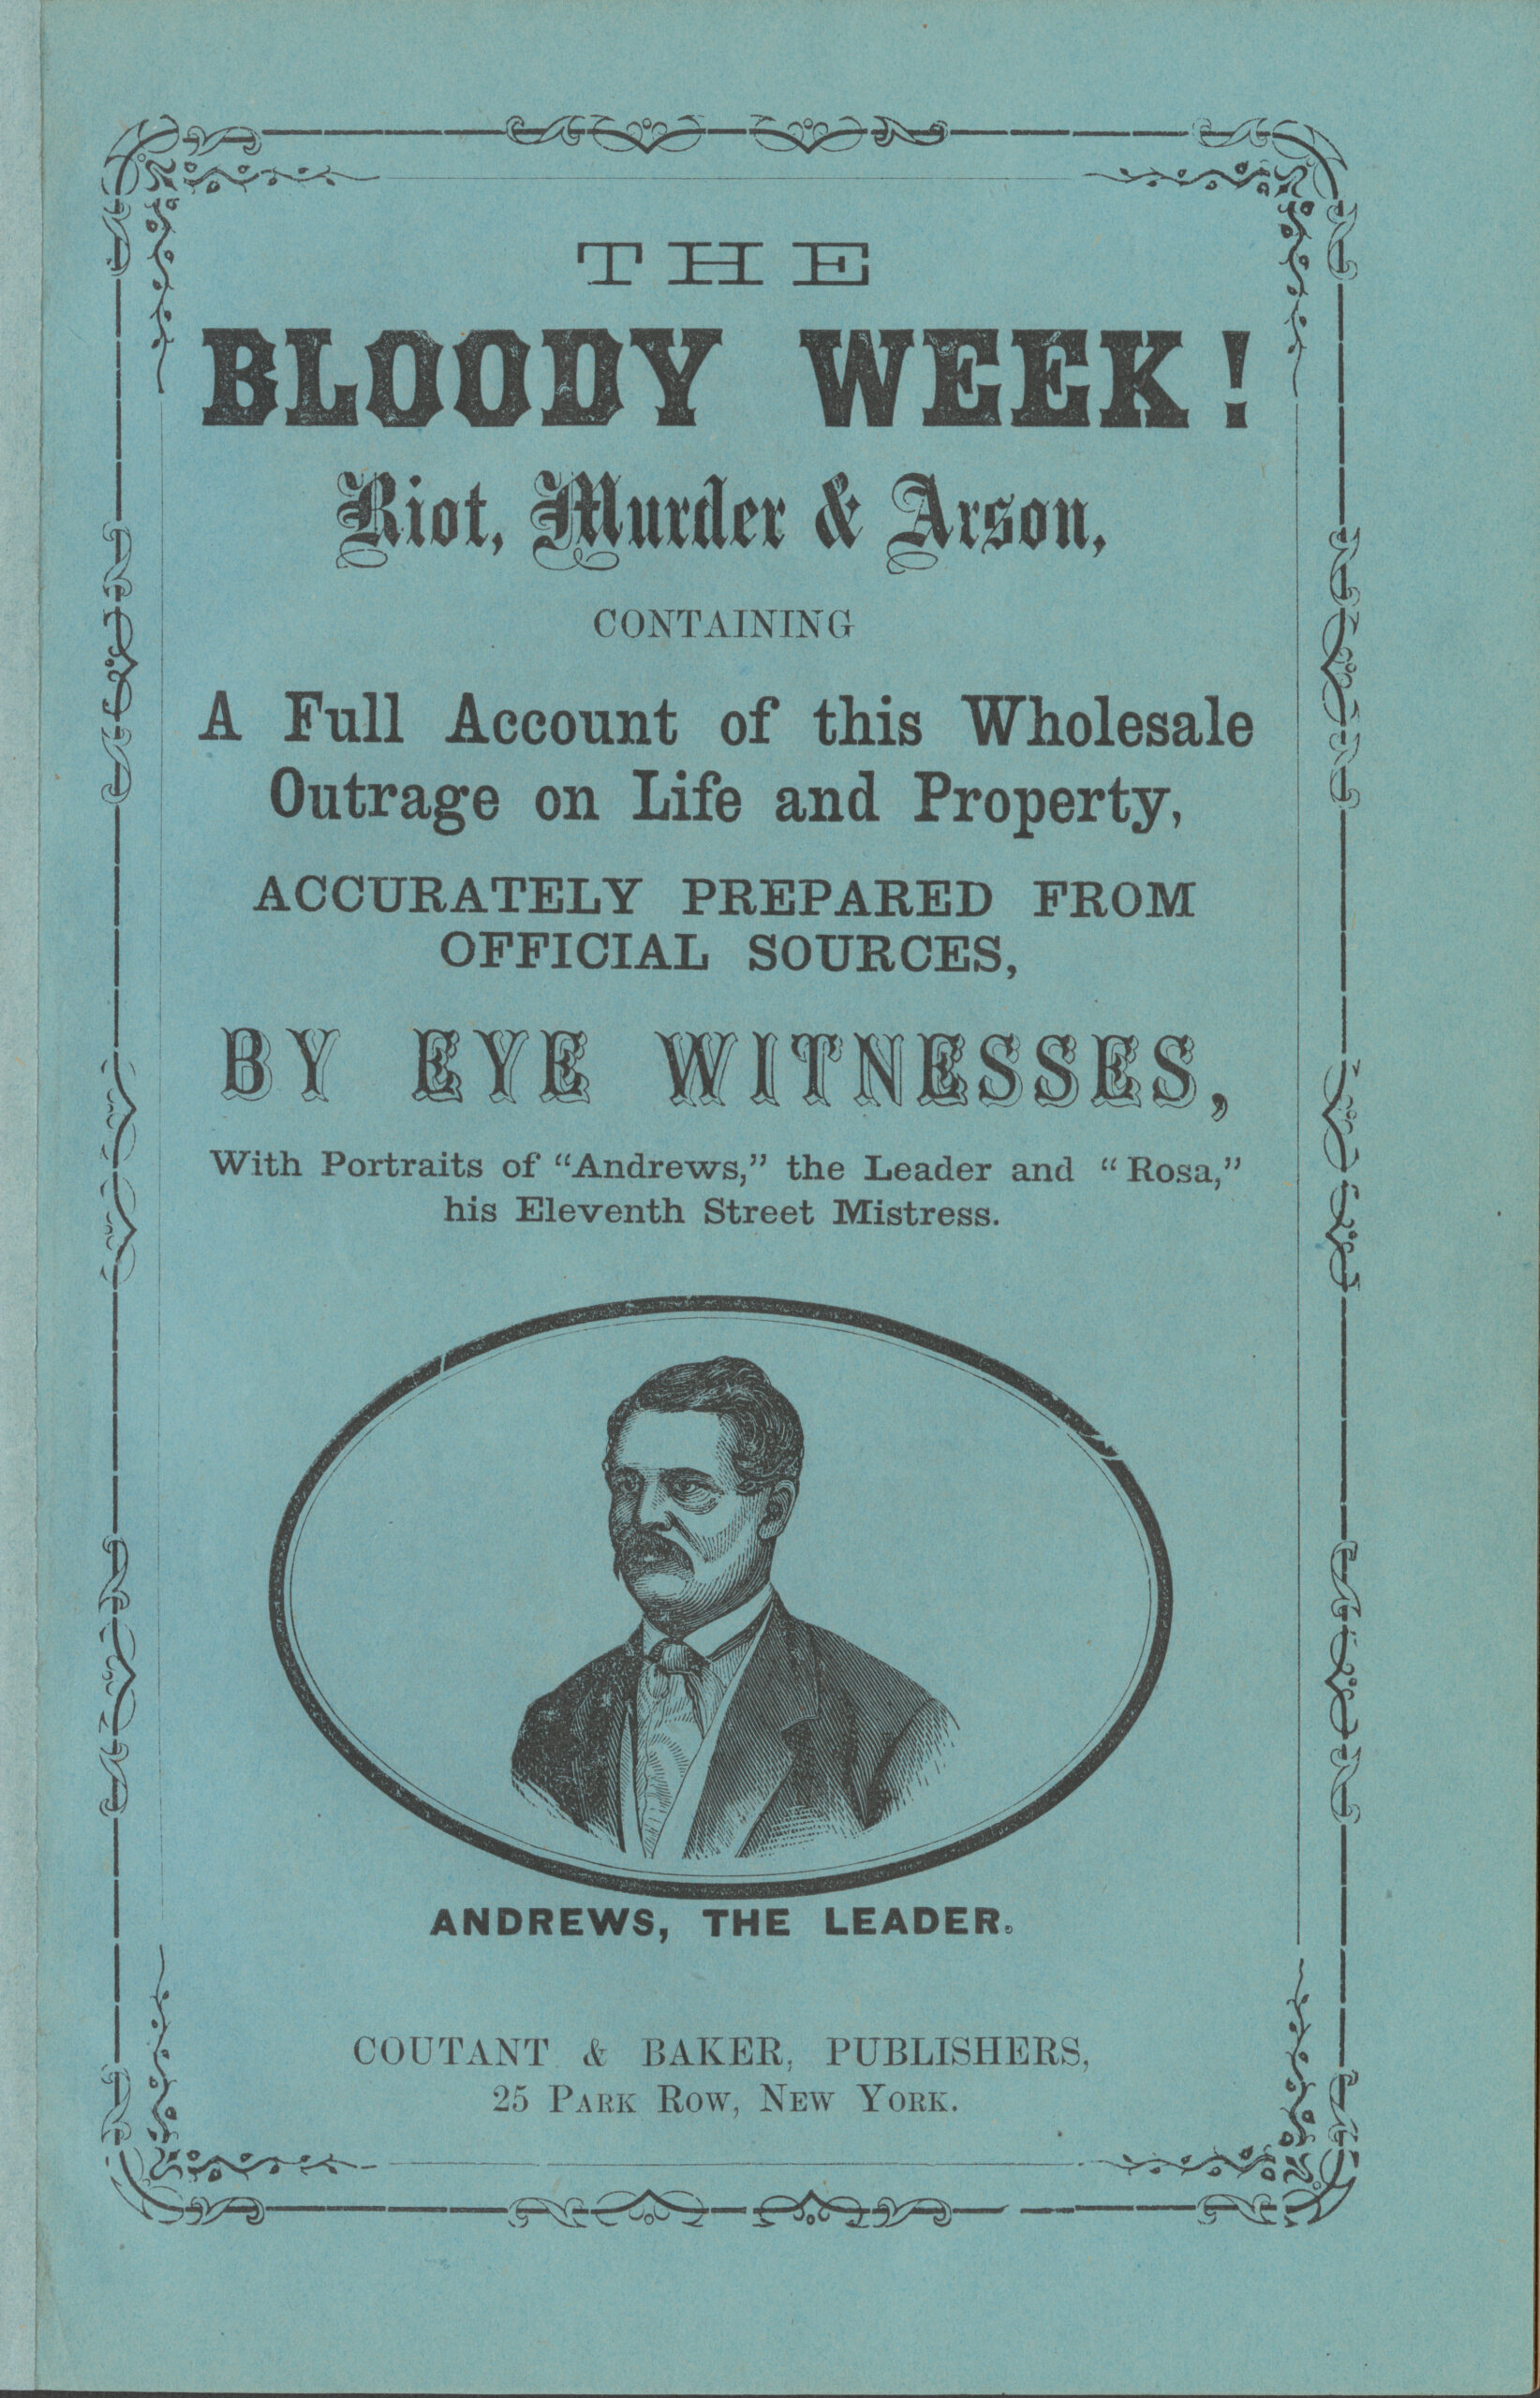 THE
BLOODY WEEK!
Riot, Murder & Arson,
CONTAINING
A Full Account of this Wholesale
Outrage on Life and Property,
ACCURATELY PREPARED FROM
OFFICIAL SOURCES,
BY EYE WITNESSES,
With Portraits of "Andrews," the Leader and "Rosa,"
his Eleventh Street Mistress.
ANDREWS, THE LEADER.
COUTANT & BAKER, PUBLISHERS,
25 PARK ROW, NEW YORK.